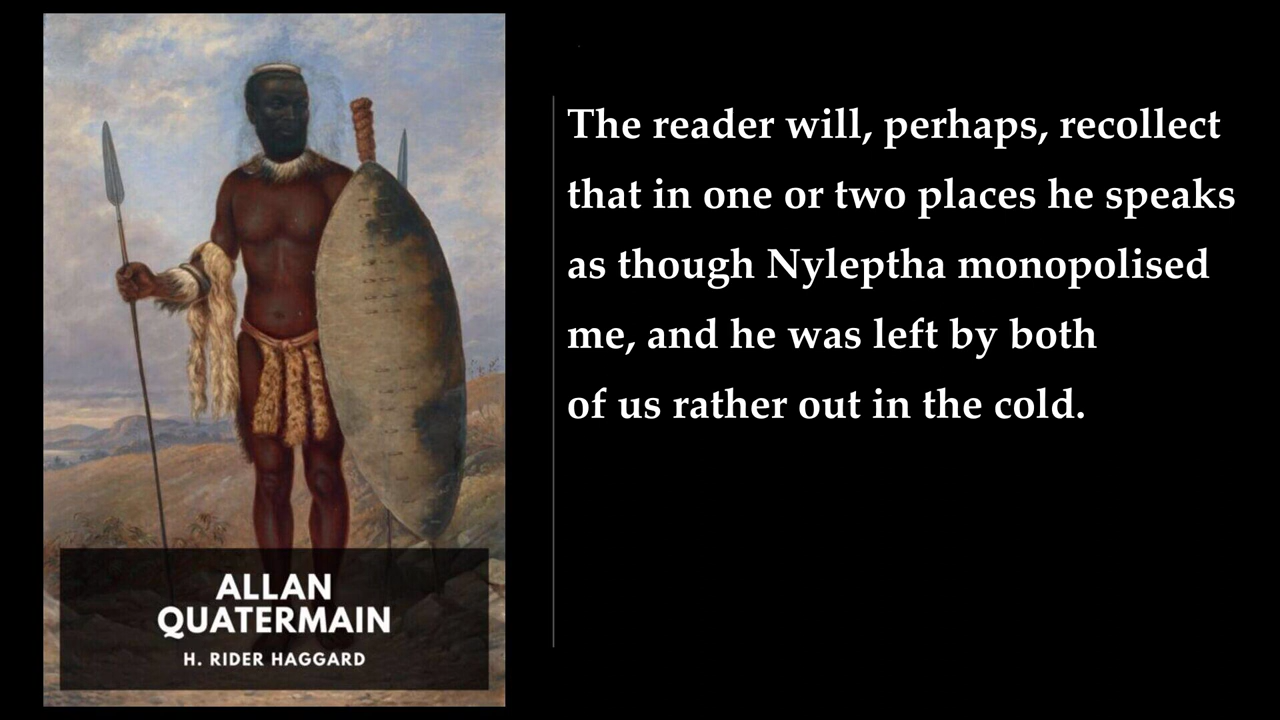 ALLAN
QUATERMAIN
H. RIDER HAGGARD
The reader will, perhaps, recollect
that in one or two places he speaks
as though Nyleptha monopolised
me, and he was left by both
of us rather out in the cold.